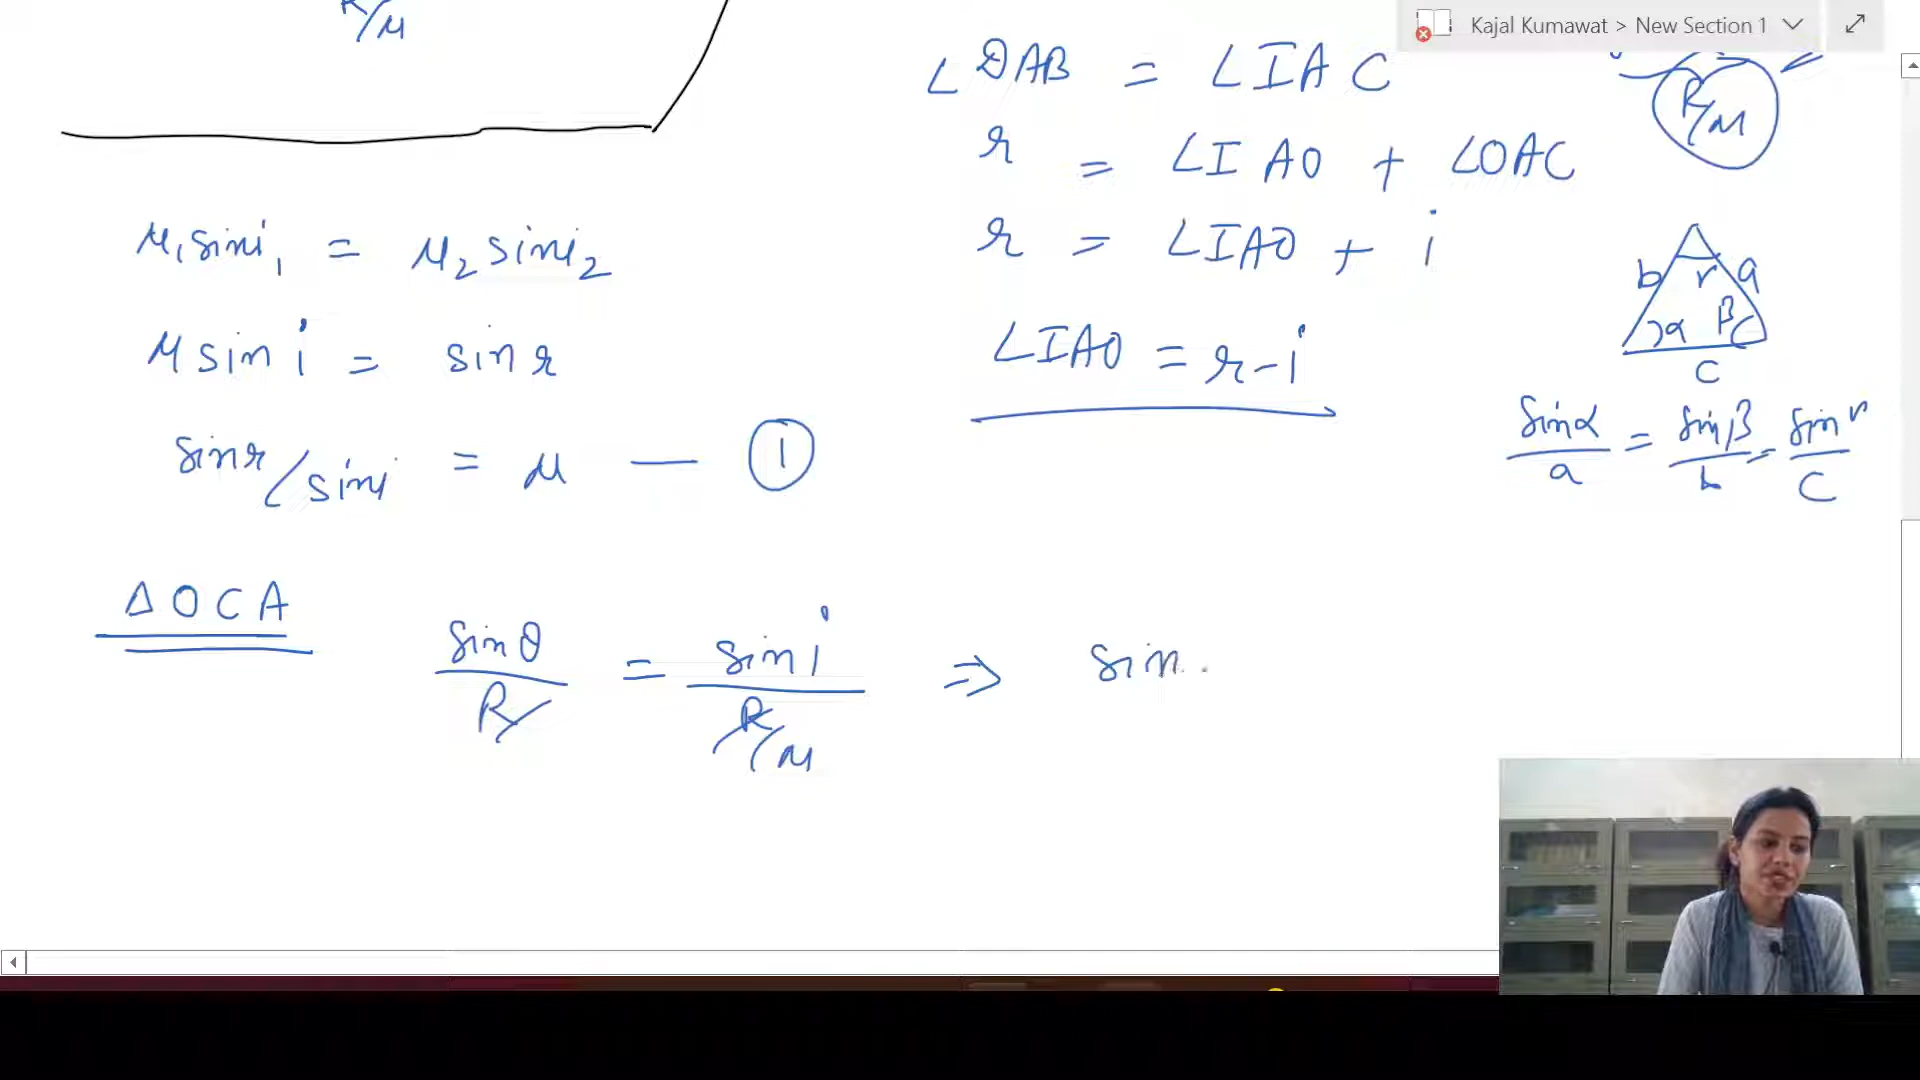 R/μ
Kajal Kumawat > New Section 1
∠DAB = ∠IAC
R/μ
r = ∠IAO + ∠OAC
μ₁ sin i₁ = μ₂ sin i₂
r = ∠IAO + i
b r a
α β
c
μ sin i = sin r
∠IAO = r - i
sin α / a = sin β / b = sin r / c
sin r / sin i = μ — ①
△OCA
sin θ / R = sin i / R/μ ⇒ sin